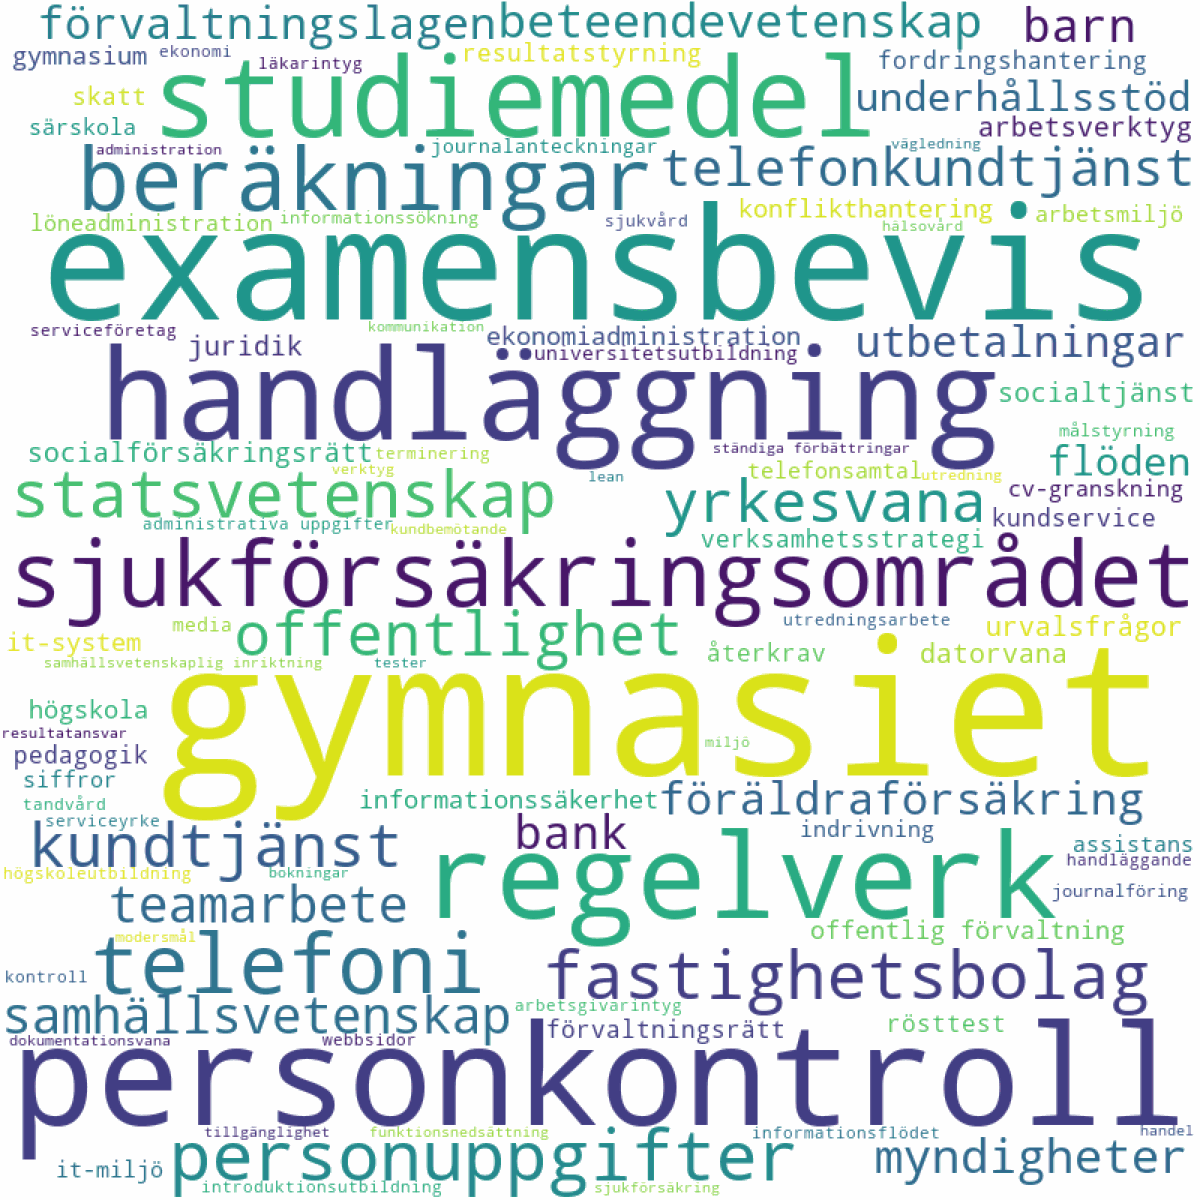 förvaltningslagen
beteendevetenskap
barn
gymnasium
ekonomi
läkarintyg
resultatstyrning
fordringshantering
skatt
studiemedel
underhållsstöd
särskola
arbetsverktyg
administration
journalanteckningar
vägledning
beräkningar
telefonkundtjänst
löneadministration
informationssökning
sjukvård
konflikthantering
hälsovård
arbetsmiljö
examensbevis
serviceföretag
kommunikation
juridik
ekonomiadministration
universitetsutbildning
utbetalningar
handläggning
socialtjänst
socialförsäkringsrätt
terminering
ständiga förbättringar
målstyrning
verktyg
lean
telefonsamtal
utredning
flöden
statsvetenskap
yrkesvana
cv-granskning
administrativa uppgifter
kundbemötande
kundservice
verksamhetsstrategi
sjukförsäkringsområdet
it-system
media
offentlighet
utredningsarbete
urvalsfrågor
samhällsvetenskaplig inriktning
tester
återkrav
datorvana
gymnasiet
högskola
resultatansvar
pedagogik
miljö
siffror
tandvård
informationssäkerhet
föräldraförsäkring
serviceyrke
kundtjänst
bank
indrivning
assistans
handläggande
högskoleutbildning
bokningar
regelverk
journalföring
teamarbete
offentlig förvaltning
modersmål
telefoni
kontroll
fastighetsbolag
samhällsvetenskap
arbetsgivarintyg
förvaltningsrätt
rösttest
dokumentationsvana
webbsidor
personkontroll
tillgänglighet
funktionsnedsättning
informationsflödet
handel
it-miljö
personuppgifter
myndigheter
introduktionsutbildning
sjukförsäkring